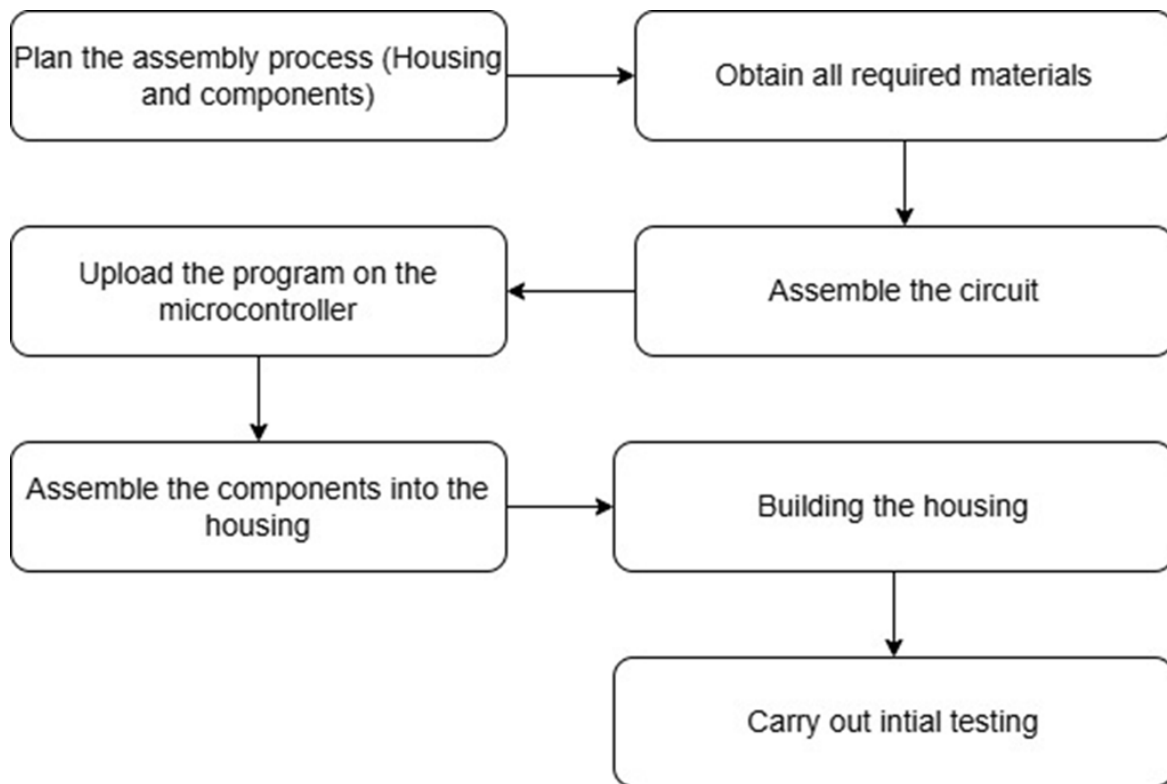 Plan the assembly process (Housing
and components)
Obtain all required materials
Assemble the circuit
Upload the program on the
microcontroller
Assemble the components into the
housing
Building the housing
Carry out intial testing